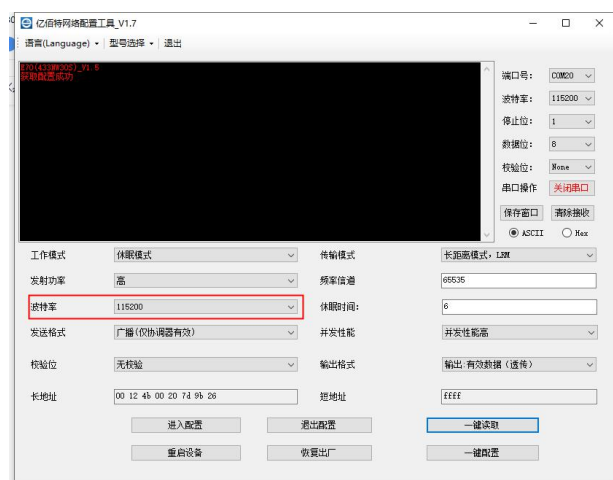 亿佰特网络配置工具_V1.7
语言(Language) 型号选择 退出
E70(433NW30S)_V1.5
获取配置成功
端口号: COM20
波特率: 115200
停止位: 1
数据位: 8
校验位: None
串口操作 关闭串口
保存窗口 清除接收
ASCII Hex
工作模式 休眠模式 传输模式 长距离模式，LRM
发射功率 高 频率信道 65535
波特率 115200 休眠时间: 6
发送格式 广播(仅协调器有效) 并发性能 并发性能高
校验位 无校验 输出格式 输出:有效数据（透传）
长地址 00 12 4b 00 20 7d 9b 26 短地址 ffff
进入配置 退出配置 一键读取
重启设备 恢复出厂 一键配置